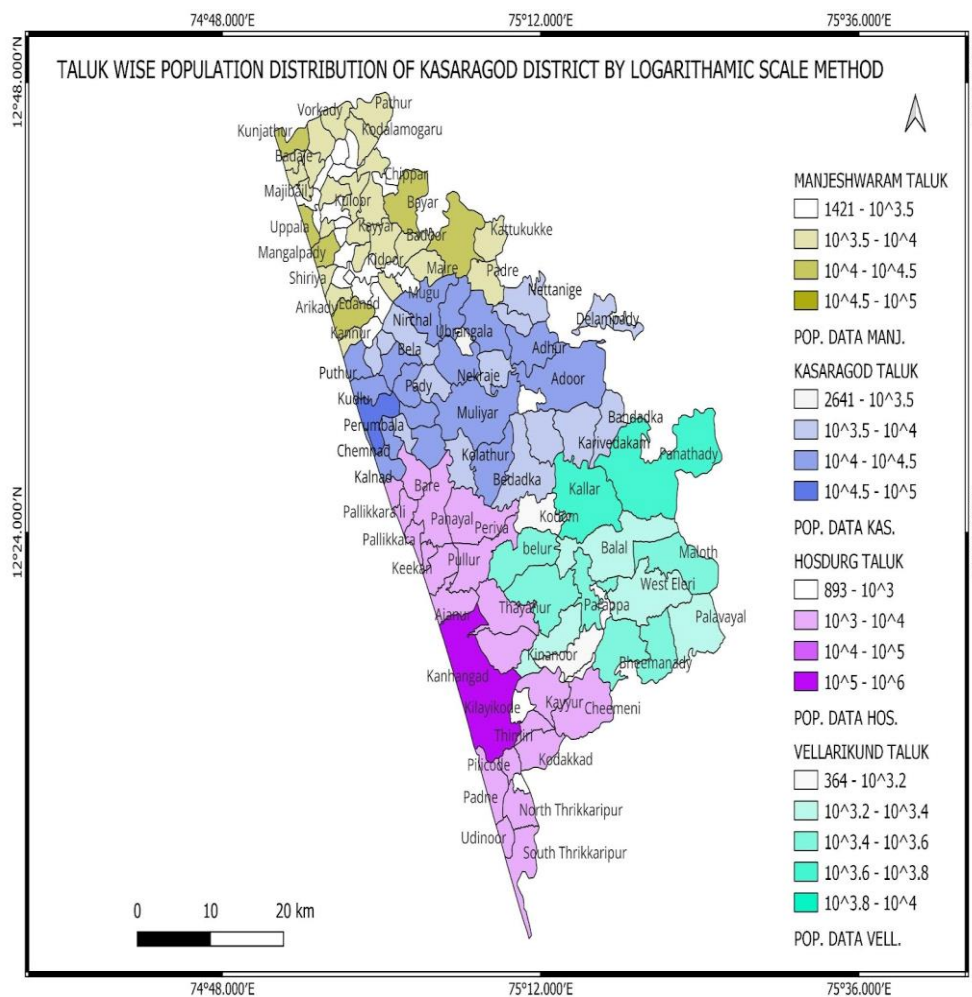 74°48.000'E 75°12.000'E 75°36.000'E
12°48.000'N
TALUK WISE POPULATION DISTRIBUTION OF KASARAGOD DISTRICT BY LOGARITHAMIC SCALE METHOD
Pathur
Vorkady
Kunjathur
Kodalamogaru
Badaje
Chippar
Majibail
Kuloor
Bayar
Uppala
Kayyar
Badoor
Kattukukke
Mangalpady
Kidoor
Maire
Padre
Shiriya
Mugu
Nettanige
Arikady
Edanad
Nirchal
Delampady
Kannur
Ubrangala
Bela
Adhur
Puthur
Pady
Nekraje
Adoor
Kudlu
Muliyar
Perumbala
Bandadka
Chemnad
Kolathur
Karivedakam
Panathady
Kalnad
Bare
Bedadka
Kallar
Pallikkara Ii
Panayal
Periya
Kodom
Pallikkara
belur
Balal
Maloth
Keekan
Pullur
West Eleri
Ajanur
Thayanur
Parappa
Palavayal
Kinanoor
Bheemanady
Kanhangad
Kilayikode
Kayyur
Cheemeni
Thimiri
Pilicode
Kodakkad
Padne
North Thrikkaripur
Udinoor
South Thrikkaripur
MANJESHWARAM TALUK
1421 - 10^3.5
10^3.5 - 10^4
10^4 - 10^4.5
10^4.5 - 10^5
POP. DATA MANJ.
KASARAGOD TALUK
2641 - 10^3.5
10^3.5 - 10^4
10^4 - 10^4.5
10^4.5 - 10^5
POP. DATA KAS.
HOSDURG TALUK
893 - 10^3
10^3 - 10^4
10^4 - 10^5
10^5 - 10^6
POP. DATA HOS.
VELLARIKUND TALUK
364 - 10^3.2
10^3.2 - 10^3.4
10^3.4 - 10^3.6
10^3.6 - 10^3.8
10^3.8 - 10^4
POP. DATA VELL.
12°24.000'N
0 10 20 km
74°48.000'E 75°12.000'E 75°36.000'E